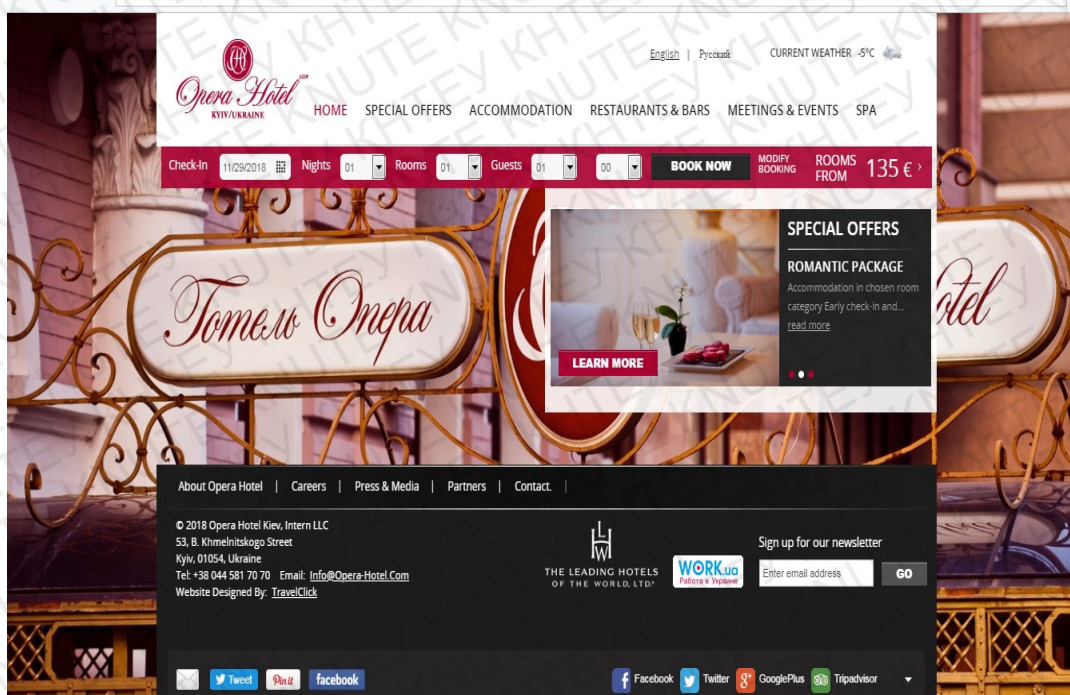 English | Русский CURRENT WEATHER -5°C
Opera Hotel
KYIV/UKRAINE
HOME SPECIAL OFFERS ACCOMMODATION RESTAURANTS & BARS MEETINGS & EVENTS SPA
Check-In 11/29/2018 Nights 01 Rooms 01 Guests 01 00 BOOK NOW MODIFY BOOKING ROOMS FROM 135 € ›
SPECIAL OFFERS
ROMANTIC PACKAGE
Accommodation in chosen room
category Early check-in and...
read more
LEARN MORE
Готель Опера
otel
About Opera Hotel | Careers | Press & Media | Partners | Contact. |
© 2018 Opera Hotel Kiev, Intern LLC
53, B. Khmelnitskogo Street
Kyiv, 01054, Ukraine
Tel: +38 044 581 70 70 Email: Info@Opera-Hotel.Com
Website Designed By: TravelClick
L
H
W
THE LEADING HOTELS
OF THE WORLD, LTD.®
WORK.ua
Работа в Украине
Sign up for our newsletter
Enter email address GO
Tweet Pin it facebook
f Facebook Twitter g+ GooglePlus Tripadvisor
KHTEY KNUTE